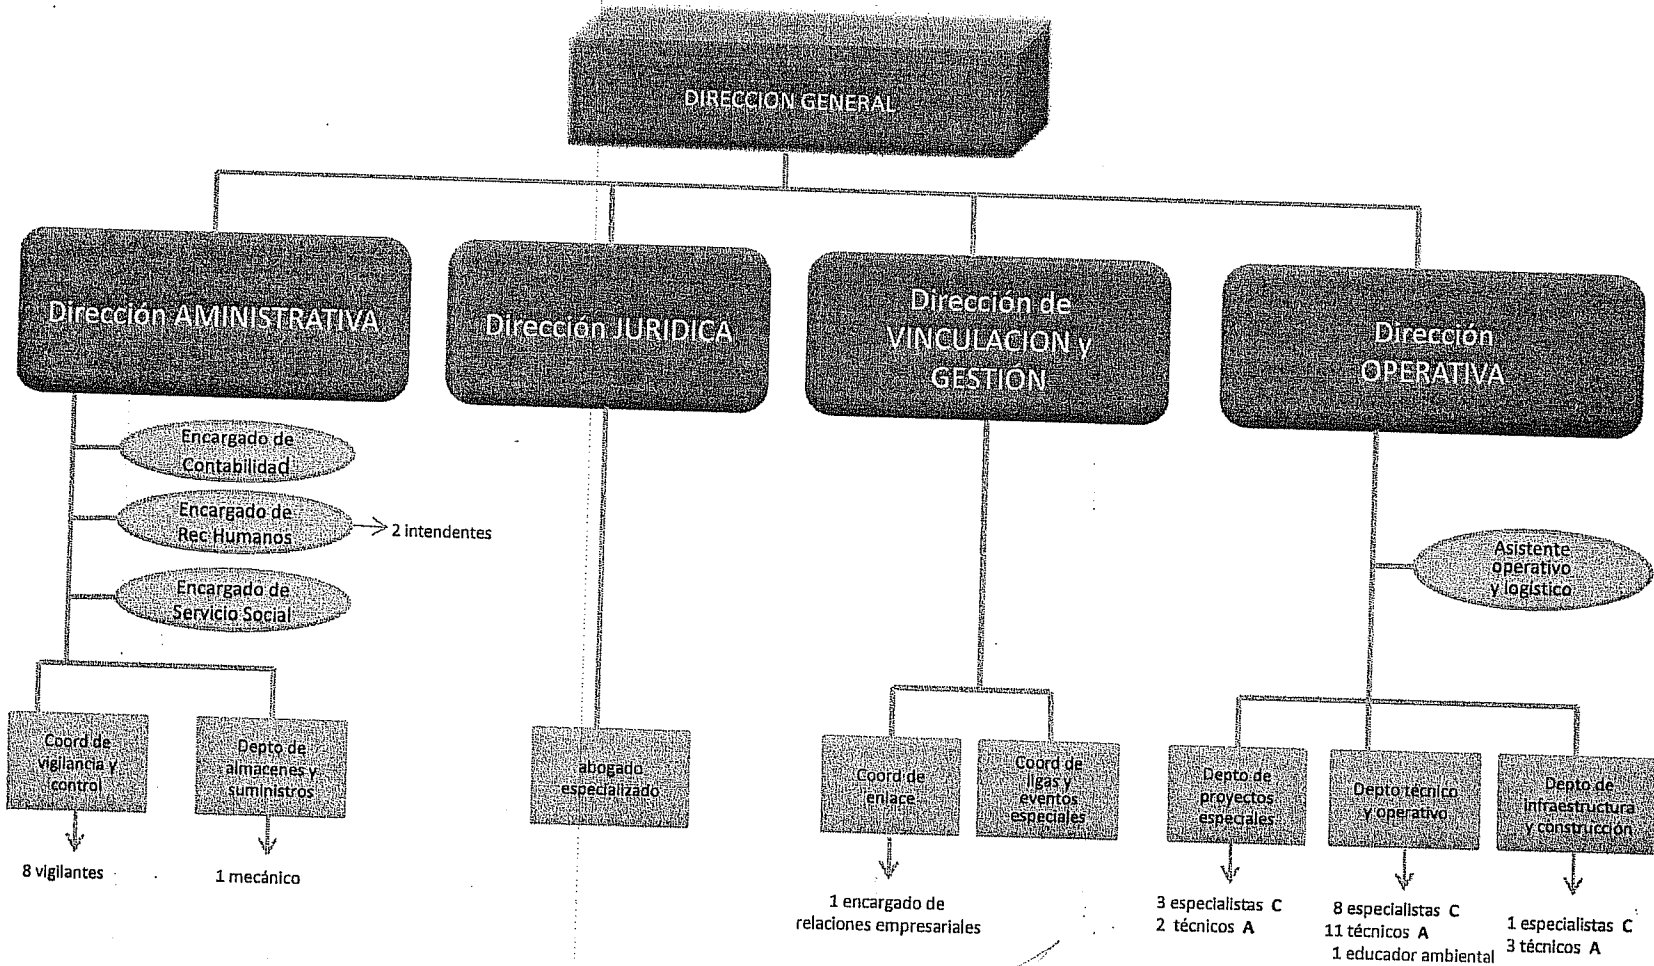 DIRECCION GENERAL
Dirección AMINISTRATIVA
Dirección JURIDICA
Dirección de
VINCULACION y
GESTION
Dirección
OPERATIVA
Encargado de
Contabilidad
Encargado de
Rec Humanos
2 intendentes
Encargado de
Servicio Social
Asistente
operativo
y logístico
Coord de
vigilancia y
control
Depto de
almacenes y
suministros
abogado
especializado
Coord de
enlace
Coord de
ligas y
eventos
especiales
Depto de
proyectos
especiales
Depto técnico
y operativo
Depto de
infraestructura
y construcción
8 vigilantes
1 mecánico
1 encargado de
relaciones empresariales
3 especialistas C
2 técnicos A
8 especialistas C
11 técnicos A
1 educador ambiental
1 especialistas C
3 técnicos A